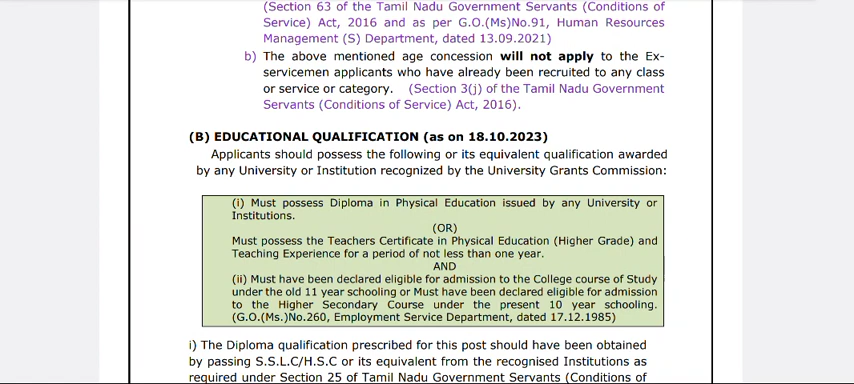 (Section 63 of the Tamil Nadu Government Servants (Conditions of
Service) Act, 2016 and as per G.O.(Ms)No.91, Human Resources
Management (S) Department, dated 13.09.2021)
b) The above mentioned age concession will not apply to the Ex-
servicemen applicants who have already been recruited to any class
or service or category. (Section 3(j) of the Tamil Nadu Government
Servants (Conditions of Service) Act, 2016).
(B) EDUCATIONAL QUALIFICATION (as on 18.10.2023)
Applicants should possess the following or its equivalent qualification awarded
by any University or Institution recognized by the University Grants Commission:
(i) Must possess Diploma in Physical Education issued by any University or
Institutions.
(OR)
Must possess the Teachers Certificate in Physical Education (Higher Grade) and
Teaching Experience for a period of not less than one year.
AND
(ii) Must have been declared eligible for admission to the College course of Study
under the old 11 year schooling or Must have been declared eligible for admission
to the Higher Secondary Course under the present 10 year schooling.
(G.O.(Ms.)No.260, Employment Service Department, dated 17.12.1985)
i) The Diploma qualification prescribed for this post should have been obtained
by passing S.S.L.C/H.S.C or its equivalent from the recognised Institutions as
required under Section 25 of Tamil Nadu Government Servants (Conditions of